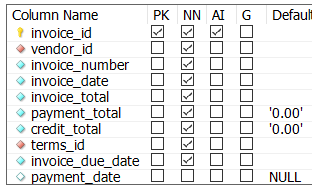 Column Name PK NN AI G Default
invoice_id
vendor_id
invoice_number
invoice_date
invoice_total
payment_total '0.00'
credit_total '0.00'
terms_id
invoice_due_date
payment_date NULL